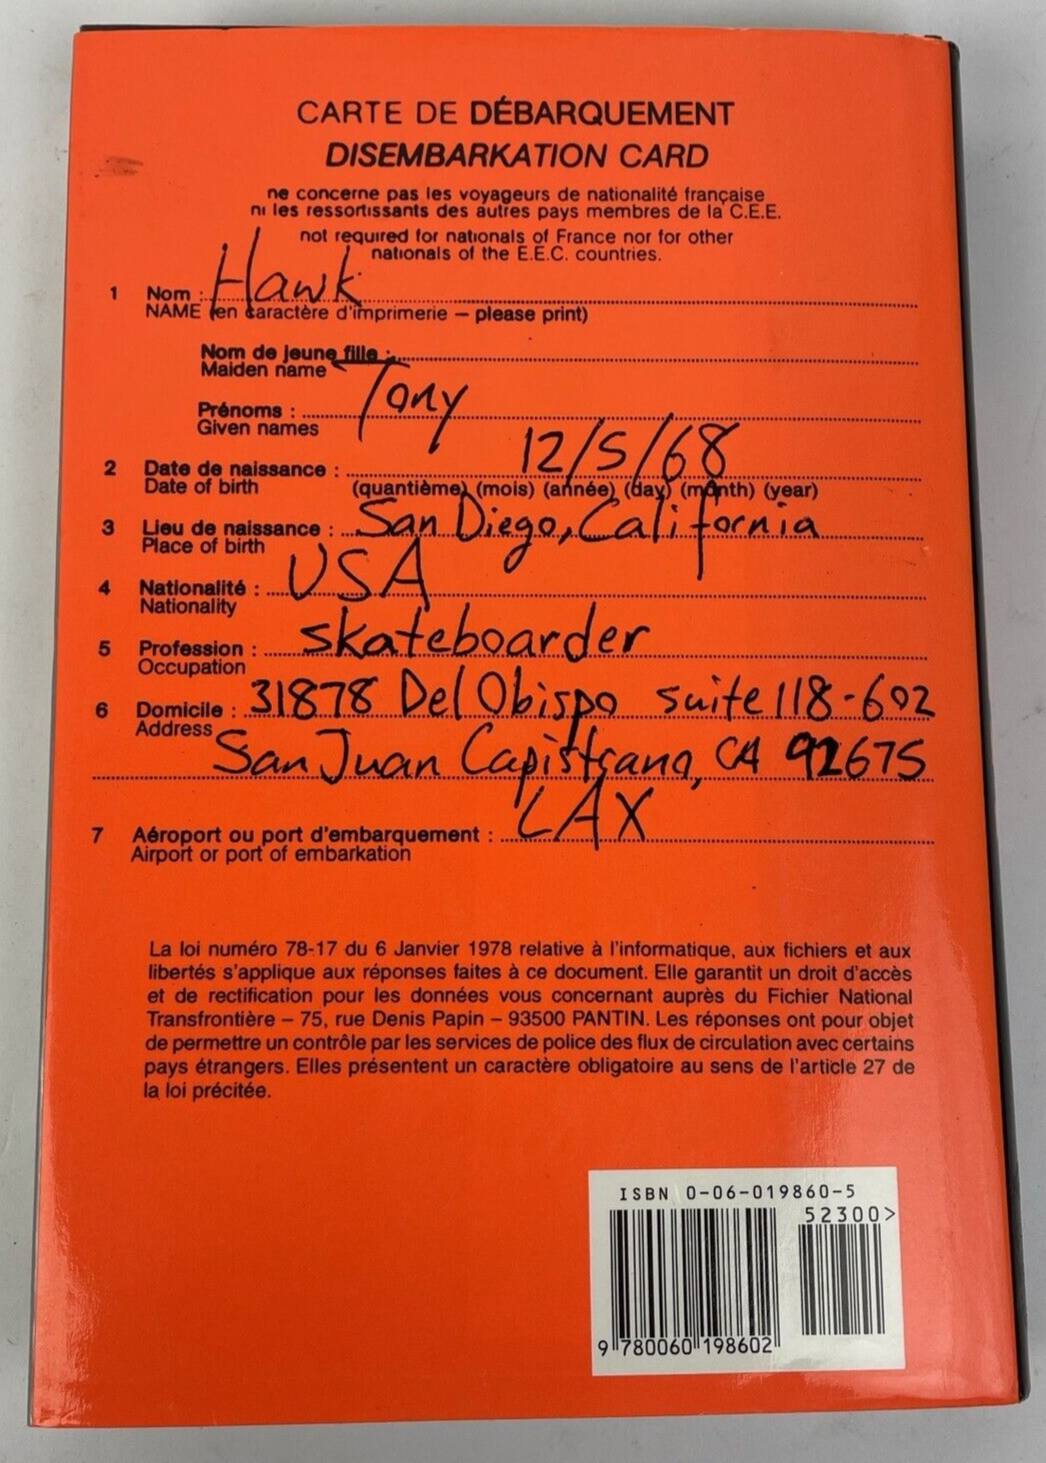 CARTE DE DÉBARQUEMENT
DISEMBARKATION CARD
ne concerne pas les voyageurs de nationalité française
ni les ressortissants des autres pays membres de la C.E.E.
not required for nationals of France nor for other
nationals of the E.E.C. countries.
1 Nom : Hawk
NAME (en caractère d'imprimerie – please print)
Nom de jeune fille :
Maiden name
Prénoms : Tony
Given names
2 Date de naissance : 12/5/68
Date of birth (quantième) (mois) (année) (day) (month) (year)
3 Lieu de naissance : San Diego, California
Place of birth
4 Nationalité : USA
Nationality
5 Profession : skateboarder
Occupation
6 Domicile : 31878 Del Obispo suite 118-602
Address San Juan Capistrano, CA 92675
7 Aéroport ou port d'embarquement : LAX
Airport or port of embarkation
La loi numéro 78-17 du 6 Janvier 1978 relative à l'informatique, aux fichiers et aux
libertés s'applique aux réponses faites à ce document. Elle garantit un droit d'accès
et de rectification pour les données vous concernant auprès du Fichier National
Transfrontière – 75, rue Denis Papin – 93500 PANTIN. Les réponses ont pour objet
de permettre un contrôle par les services de police des flux de circulation avec certains
pays étrangers. Elles présentent un caractère obligatoire au sens de l'article 27 de
la loi précitée.
ISBN 0-06-019860-5
52300>
9 780060 198602